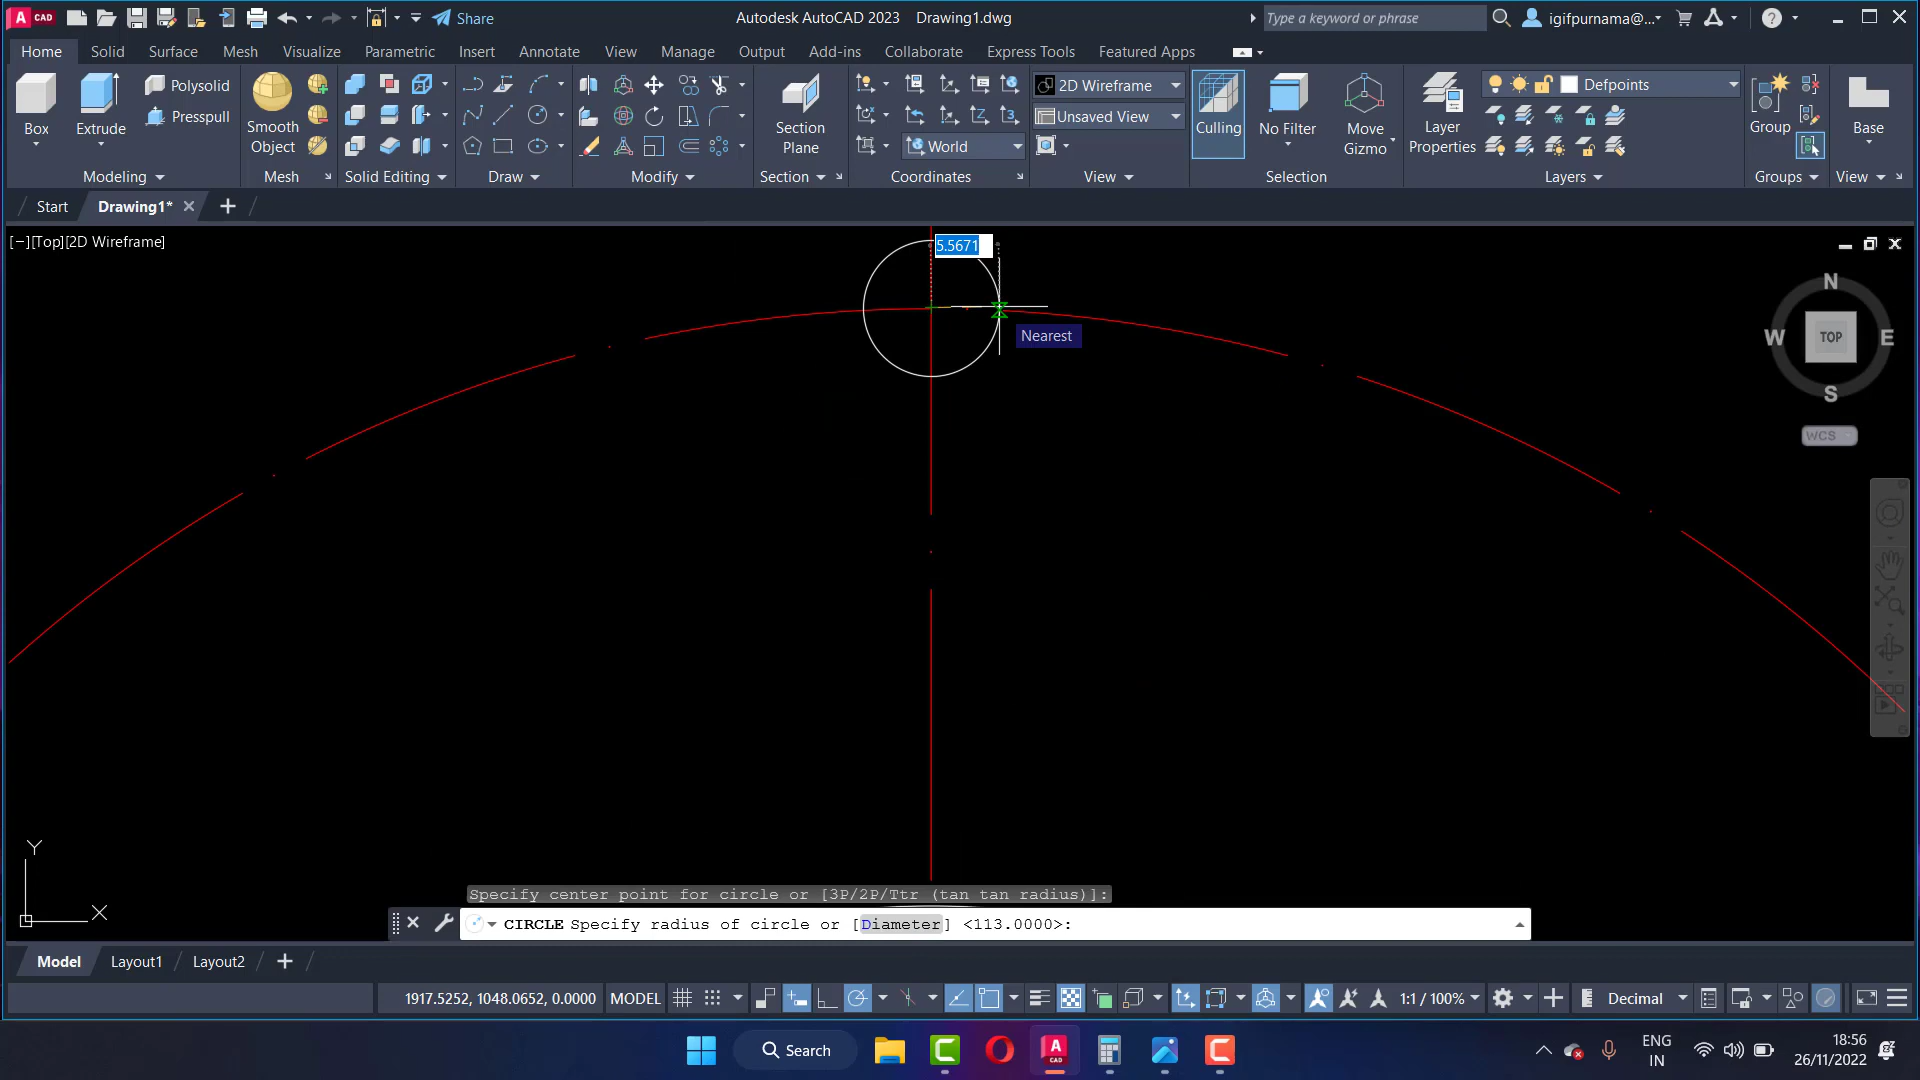 CAD
Share
Autodesk AutoCAD 2023 Drawing1.dwg
Type a keyword or phrase
igifpurnama@...
Home Solid Surface Mesh Visualize Parametric Insert Annotate View Manage Output Add-ins Collaborate Express Tools Featured Apps
Box
Extrude
Polysolid
Presspull
Modeling
Smooth
Object
Mesh
Solid Editing
Draw
Modify
Section
Plane
Section
World
Coordinates
2D Wireframe
Unsaved View
View
Culling
No Filter
Move
Gizmo
Selection
Layer
Properties
Defpoints
Layers
Group
Groups
Base
View
Start Drawing1*
[−][Top][2D Wireframe]
5.5671
Nearest
N
W TOP E
S
WCS
Y
X
Specify center point for circle or [3P/2P/Ttr (tan tan radius)]:
CIRCLE Specify radius of circle or [Diameter] <113.0000>:
Model Layout1 Layout2
1917.5252, 1048.0652, 0.0000 MODEL 1:1 / 100% Decimal
Search
A
CAD
ENG
IN
18:56
26/11/2022